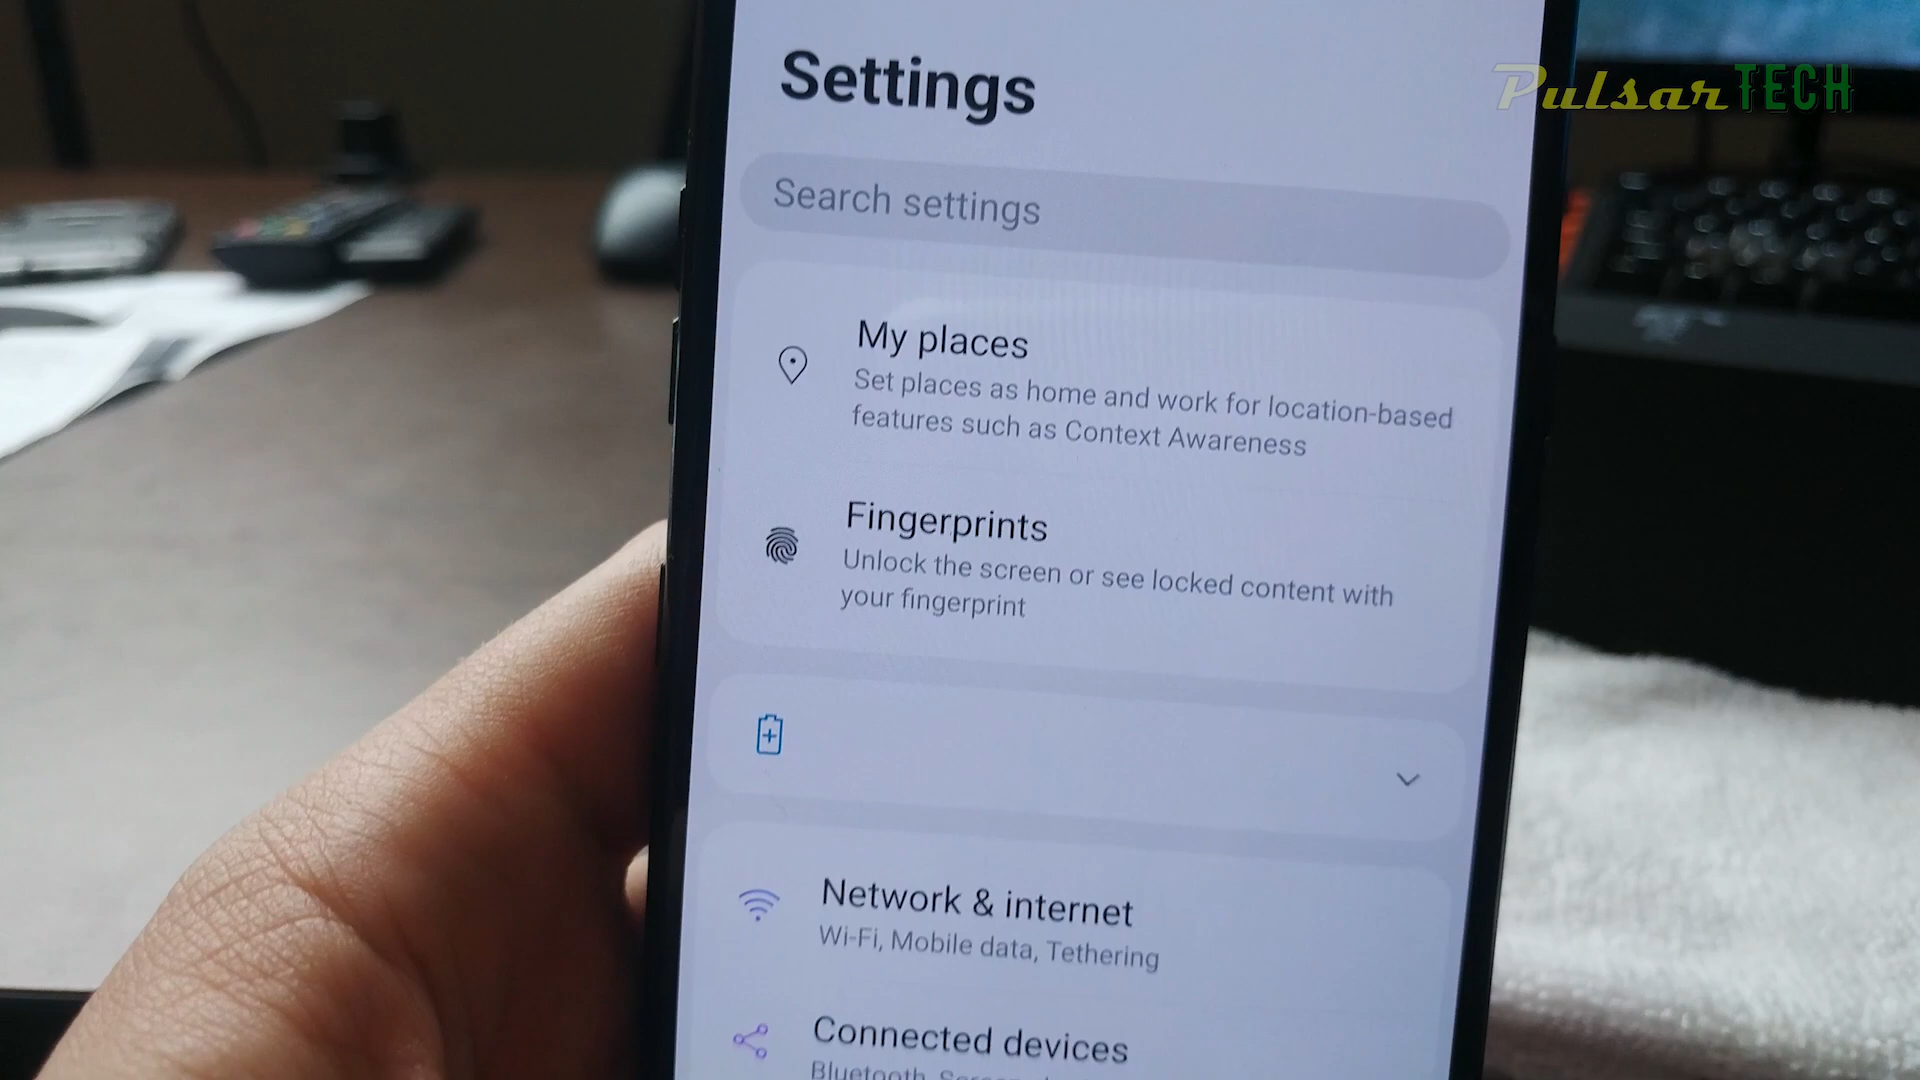 Settings
PulsarTECH
Search settings
My places
Set places as home and work for location-based
features such as Context Awareness
Fingerprints
Unlock the screen or see locked content with
your fingerprint
Network & internet
Wi-Fi, Mobile data, Tethering
Connected devices
Bluetooth,